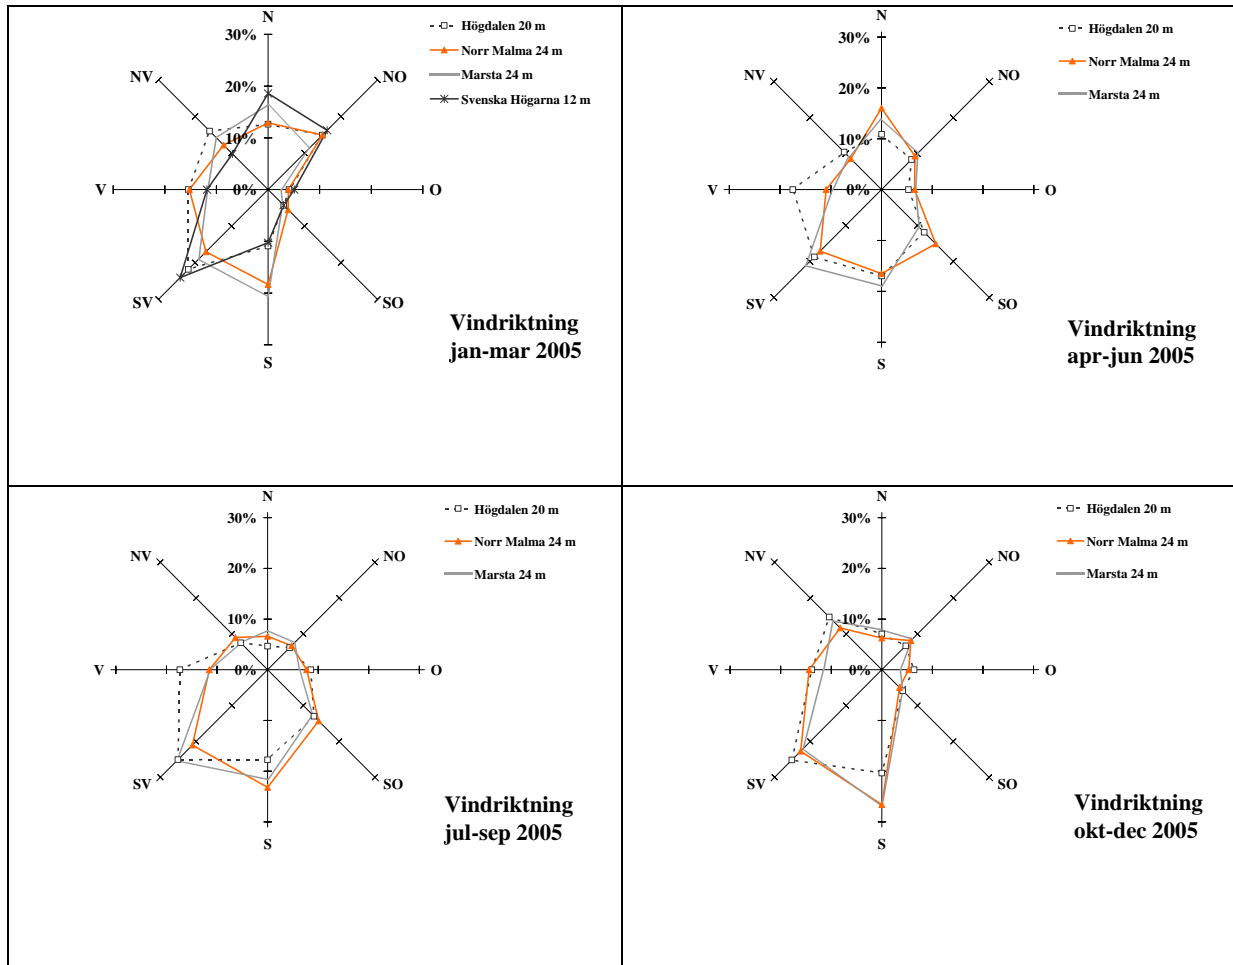 N
Högdalen 20 m
30%
Norr Malma 24 m
NV
NO
Marsta 24 m
20%
Svenska Högarna 12 m
10%
V
0%
O
SV
SO
Vindriktning
jan-mar 2005
S
N
Högdalen 20 m
30%
Norr Malma 24 m
NV
NO
20%
Marsta 24 m
10%
V
0%
O
SV
SO
Vindriktning
apr-jun 2005
S
N
Högdalen 20 m
30%
Norr Malma 24 m
NV
NO
20%
Marsta 24 m
10%
V
0%
O
SV
SO
Vindriktning
jul-sep 2005
S
N
Högdalen 20 m
30%
Norr Malma 24 m
NV
NO
20%
Marsta 24 m
10%
V
0%
O
SV
SO
Vindriktning
okt-dec 2005
S